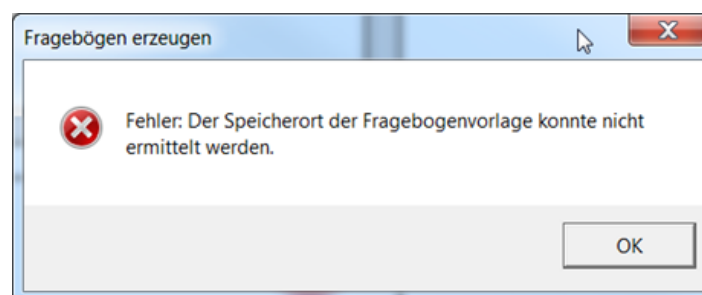 Fragebögen erzeugen
Fehler: Der Speicherort der Fragebogenvorlage konnte nicht
ermittelt werden.
OK